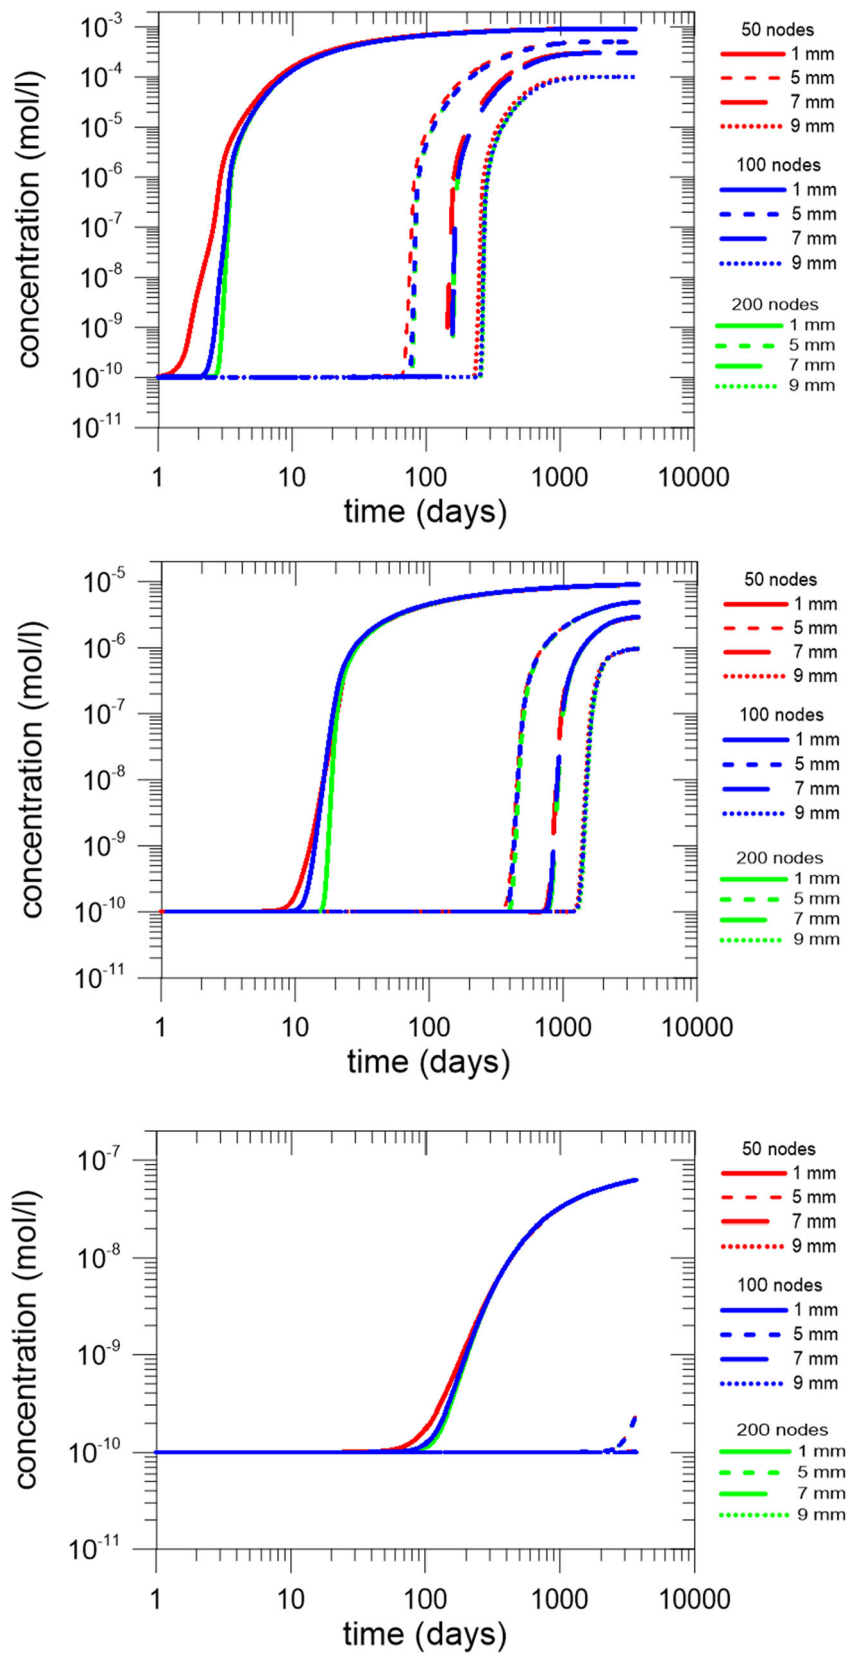 10-3
10-4
10-5
10-6
10-7
10-8
10-9
10-10
10-11
concentration (mol/l)
1 10 100 1000 10000
time (days)
50 nodes
1 mm
5 mm
7 mm
9 mm
100 nodes
1 mm
5 mm
7 mm
9 mm
200 nodes
1 mm
5 mm
7 mm
9 mm
10-5
10-6
10-7
10-8
10-9
10-10
10-11
concentration (mol/l)
1 10 100 1000 10000
time (days)
50 nodes
1 mm
5 mm
7 mm
9 mm
100 nodes
1 mm
5 mm
7 mm
9 mm
200 nodes
1 mm
5 mm
7 mm
9 mm
10-7
10-8
10-9
10-10
10-11
concentration (mol/l)
1 10 100 1000 10000
time (days)
50 nodes
1 mm
5 mm
7 mm
9 mm
100 nodes
1 mm
5 mm
7 mm
9 mm
200 nodes
1 mm
5 mm
7 mm
9 mm